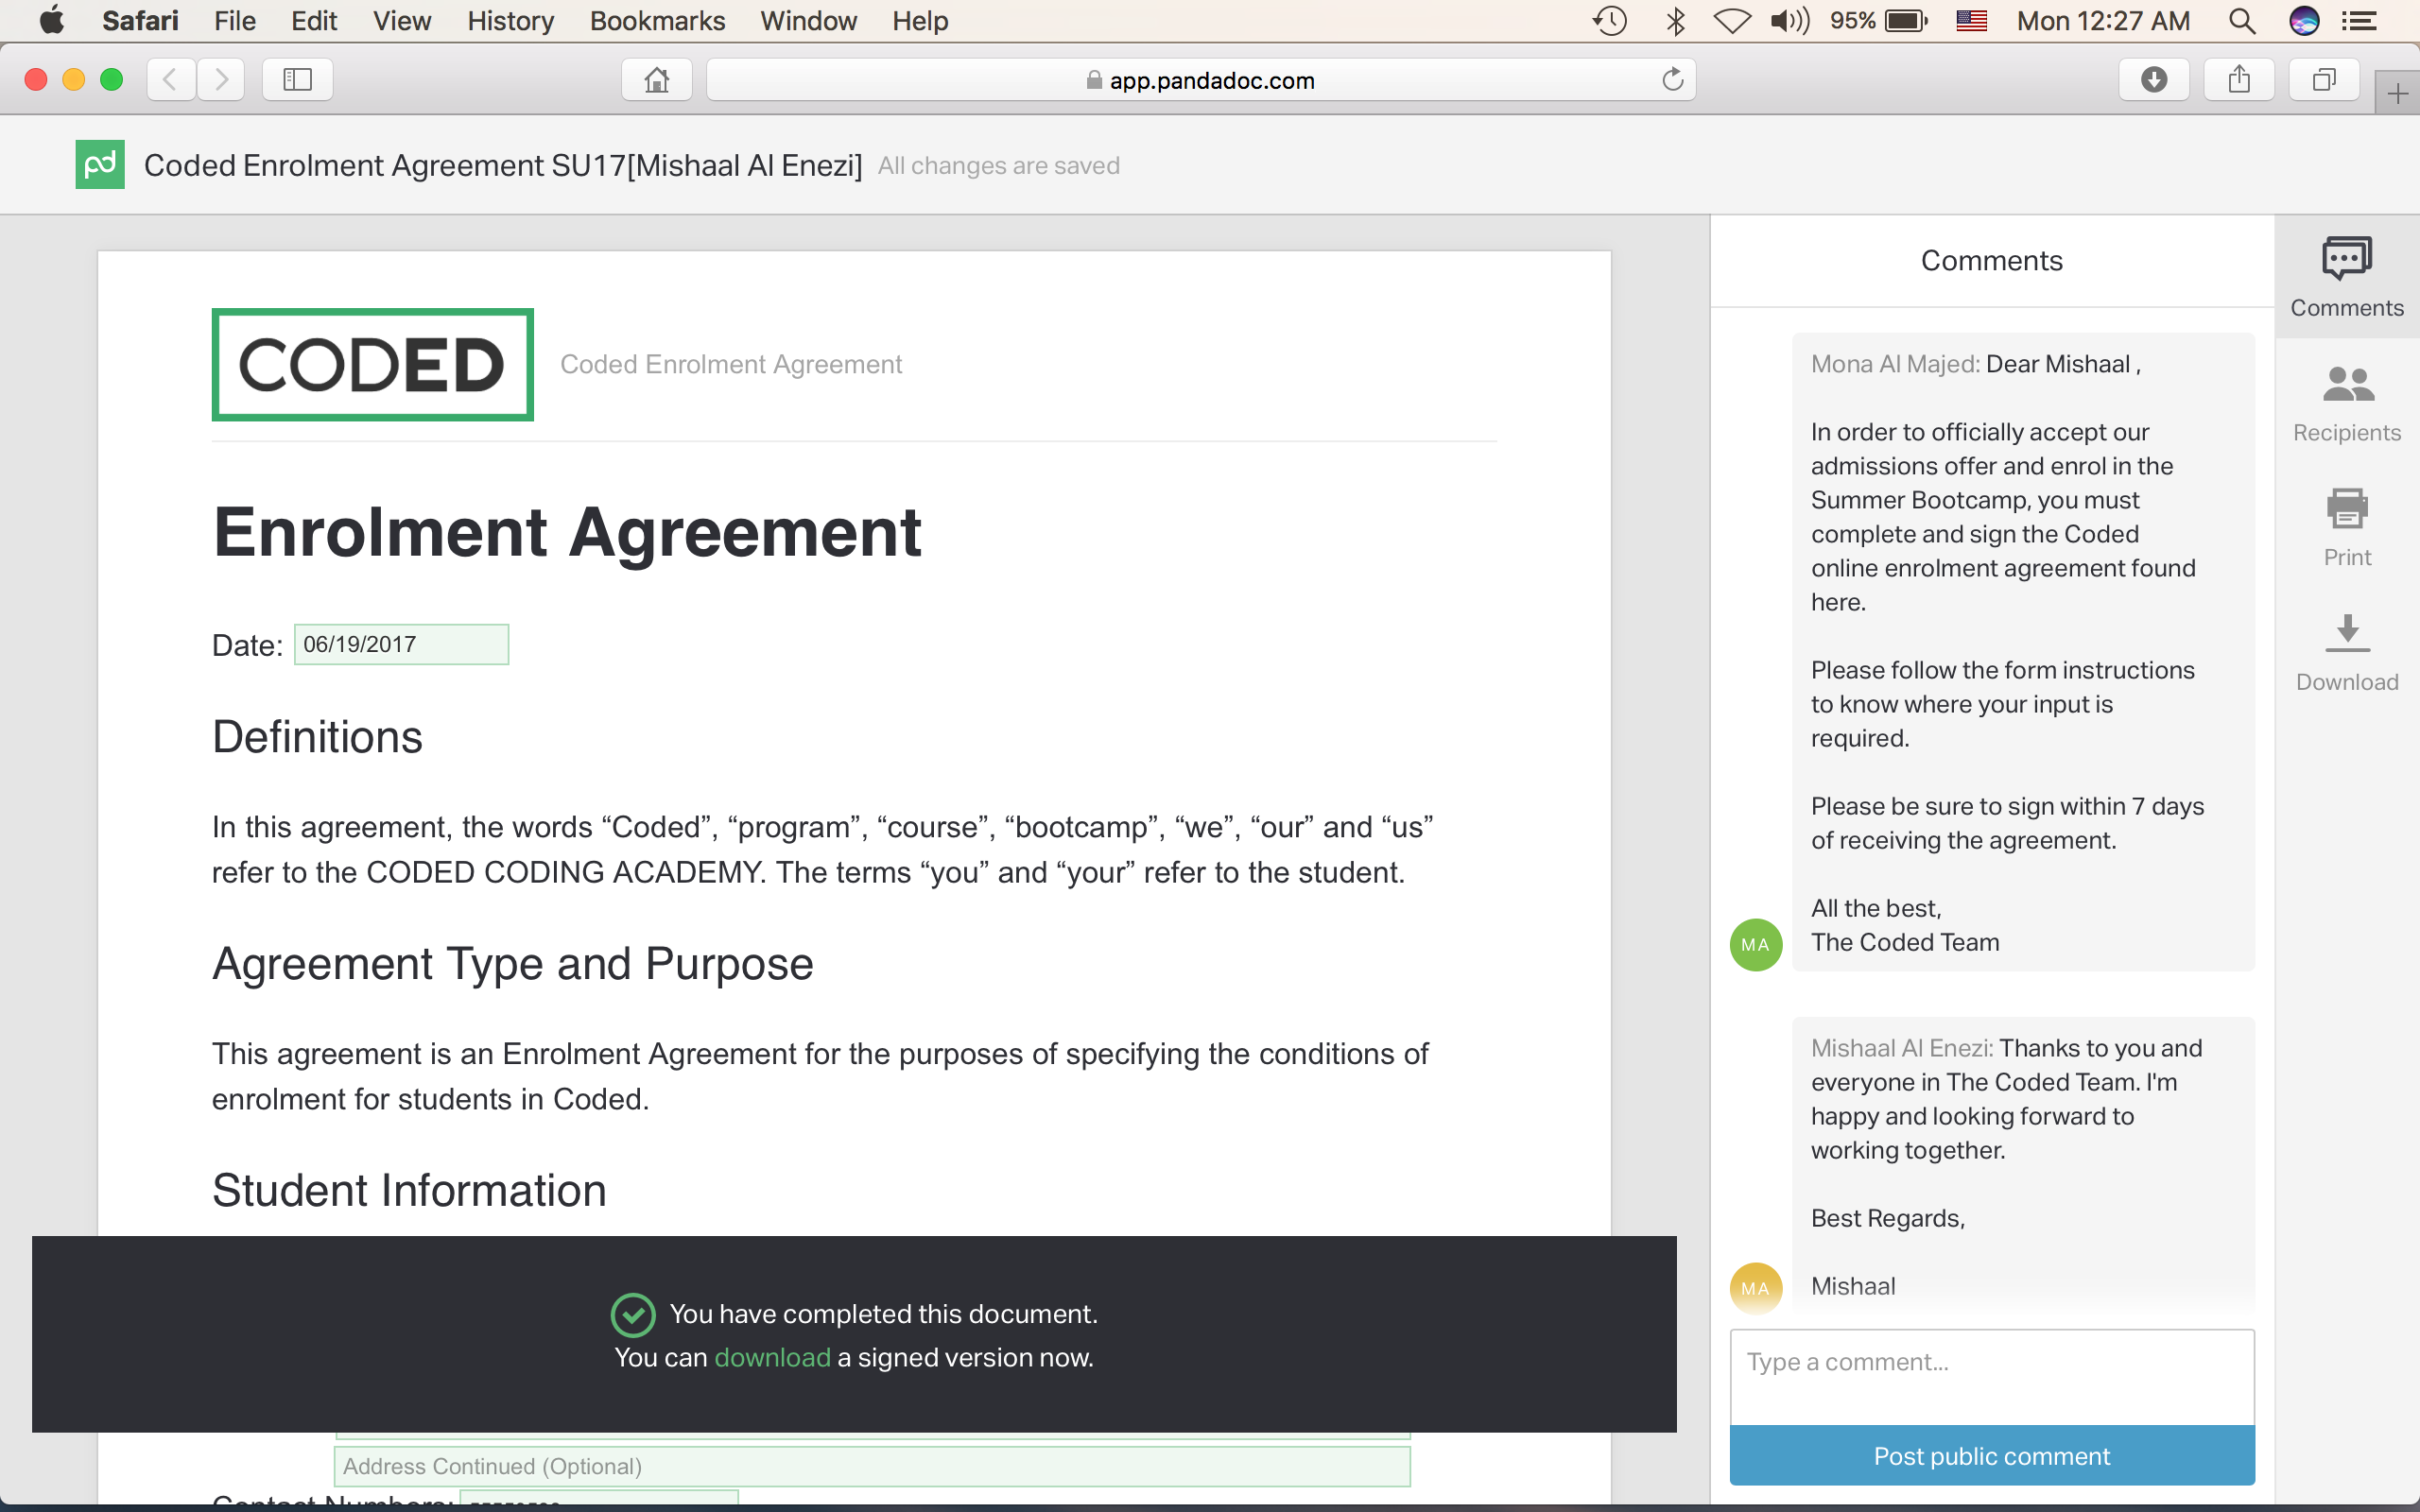 Safari File Edit View History Bookmarks Window Help 95% Mon 12:27 AM
app.pandadoc.com
pd Coded Enrolment Agreement SU17[Mishaal Al Enezi] All changes are saved
CODED Coded Enrolment Agreement
Enrolment Agreement
Date: 06/19/2017
Definitions
In this agreement, the words “Coded”, “program”, “course”, “bootcamp”, “we”, “our” and “us”
refer to the CODED CODING ACADEMY. The terms “you” and “your” refer to the student.
Agreement Type and Purpose
This agreement is an Enrolment Agreement for the purposes of specifying the conditions of
enrolment for students in Coded.
Student Information
You have completed this document.
You can download a signed version now.
Address Continued (Optional)
Contact Numbers:
Comments
Mona Al Majed: Dear Mishaal ,
In order to officially accept our
admissions offer and enrol in the
Summer Bootcamp, you must
complete and sign the Coded
online enrolment agreement found
here.
Please follow the form instructions
to know where your input is
required.
Please be sure to sign within 7 days
of receiving the agreement.
All the best,
The Coded Team
MA
Mishaal Al Enezi: Thanks to you and
everyone in The Coded Team. I'm
happy and looking forward to
working together.
Best Regards,
Mishaal
MA
Type a comment...
Post public comment
Comments
Recipients
Print
Download